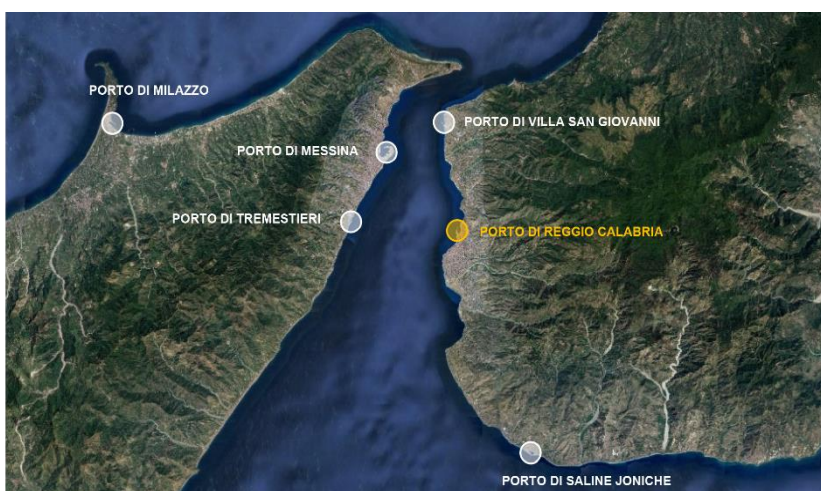 PORTO DI MILAZZO
PORTO DI VILLA SAN GIOVANNI
PORTO DI MESSINA
PORTO DI TREMESTIERI
PORTO DI REGGIO CALABRIA
PORTO DI SALINE JONICHE